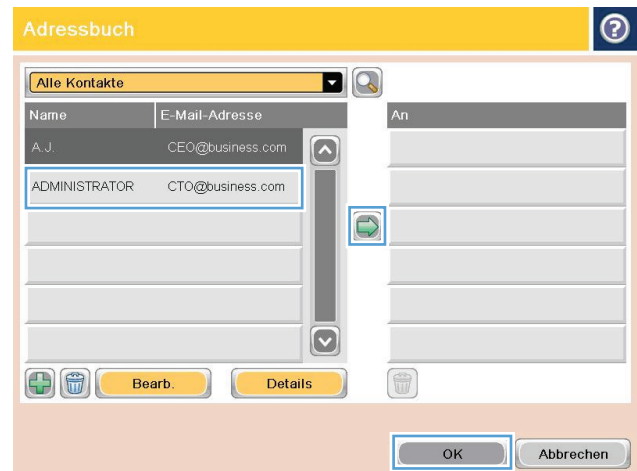 Adressbuch
Alle Kontakte
Name E-Mail-Adresse An
A.J. CEO@business.com
ADMINISTRATOR CTO@business.com
Bearb. Details
OK Abbrechen